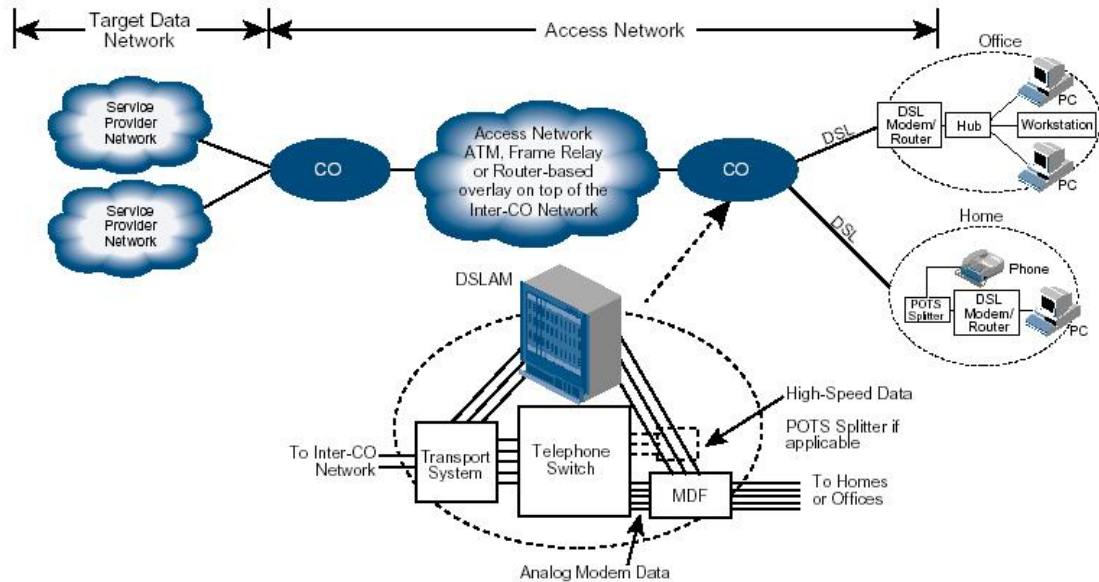 Target Data
Network
Access Network
Service
Provider
Network
Service
Provider
Network
CO
Access Network
ATM, Frame Relay
or Router-based
overlay on top of the
Inter-CO Network
CO
DSL
DSL
Office
DSL
Modem/
Router
Hub
PC
Workstation
PC
Home
Phone
POTS
Splitter
DSL
Modem/
Router
PC
DSLAM
High-Speed Data
POTS Splitter if
applicable
To Inter-CO
Network
Transport
System
Telephone
Switch
MDF
To Homes
or Offices
Analog Modem Data